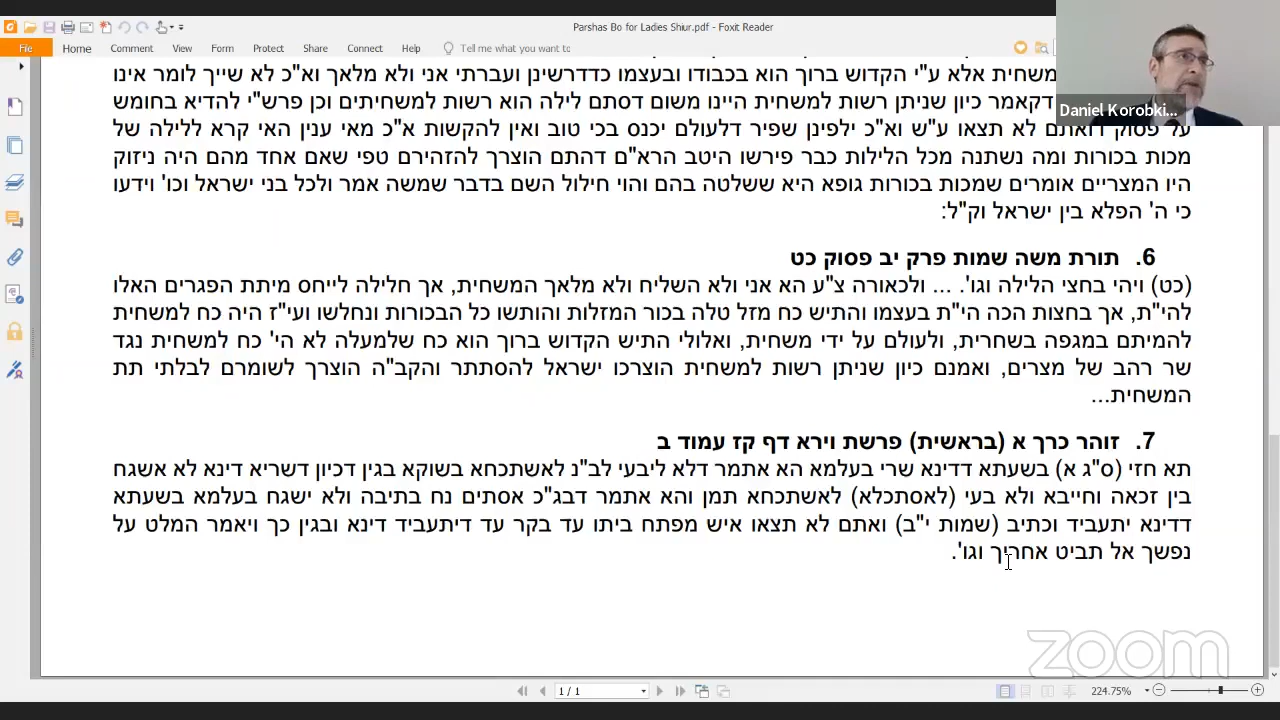 Parshas Bo for Ladies Shiur.pdf - Foxit Reader
File Home Comment View Form Protect Share Connect Help Tell me what you want to
Daniel Korobki...
משחית אלא ע"י הקדוש ברוך הוא בכבודו ובעצמו כדדרשינן ועברתי אני ולא מלאך וא"כ לא שייך לומר אינו
דקאמר כיון שניתן רשות למשחית היינו משום דסתם לילה הוא רשות למשחיתים וכן פרש"י להדיא בחומש
על פסוק ואתם לא תצאו ע"ש וא"כ ילפינן שפיר דלעולם יכנס בכי טוב ואין להקשות א"כ מאי ענין האי קרא ללילה של
מכות בכורות ומה נשתנה מכל הלילות כבר פירשו היטב הרא"ם דהתם הוצרך להזהירם טפי שאם אחד מהם היה ניזוק
היו המצריים אומרים שמכות בכורות גופא היא ששלטה בהם והוי חילול השם בדבר שמשה אמר ולכל בני ישראל וכו' וידעו
כי ה' הפלא בין ישראל וק"ל:
6. תורת משה שמות פרק יב פסוק כט
(כט) ויהי בחצי הלילה וגו'. ... ולכאורה צ"ע הא אני ולא השליח ולא מלאך המשחית, אך חלילה לייחס מיתת הפגרים האלו
להי"ת, אך בחצות הכה הי"ת בעצמו והתיש כח מזל טלה בכור המזלות והותשו כל הבכורות ונחלשו ועי"ז היה כח למשחית
להמיתם במגפה בשחרית, ולעולם על ידי משחית, ואלולי התיש הקדוש ברוך הוא כח שלמעלה לא הי' כח למשחית נגד
שר רהב של מצרים, ואמנם כיון שניתן רשות למשחית הוצרכו ישראל להסתתר והקב"ה הוצרך לשומרם לבלתי תת
המשחית...
7. זוהר כרך א (בראשית) פרשת וירא דף קז עמוד ב
תא חזי (ס"ג א) בשעתא דדינא שרי בעלמא הא אתמר דלא ליבעי לב"נ לאשתכחא בשוקא בגין דכיון דשריא דינא לא אשגח
בין זכאה וחייבא ולא בעי (לאסתכלא) לאשתכחא תמן והא אתמר דבג"כ אסתים נח בתיבה ולא ישגח בעלמא בשעתא
דדינא יתעביד וכתיב (שמות י"ב) ואתם לא תצאו איש מפתח ביתו עד בקר עד דיתעביד דינא ובגין כך ויאמר המלט על
נפשך אל תביט אחריך וגו'.
zoom
1 / 1
224.75%